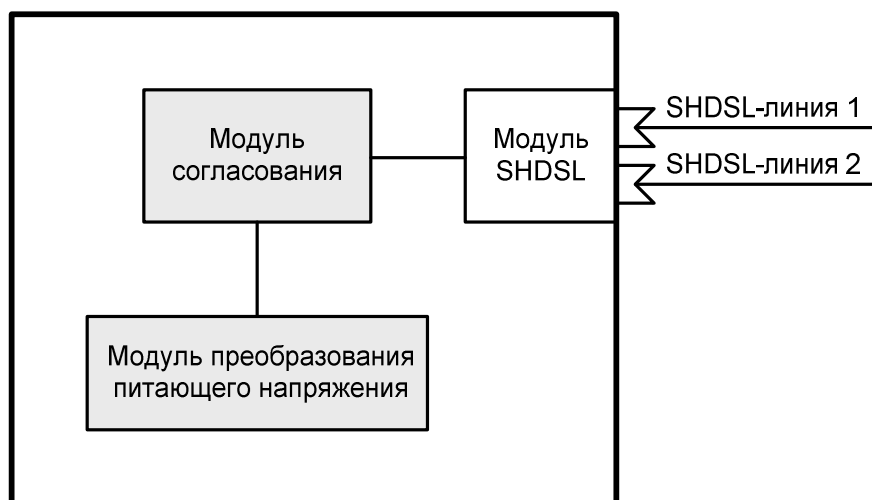 SHDSL-линия 1
Модуль
согласования
Модуль
SHDSL
SHDSL-линия 2
Модуль преобразования
питающего напряжения